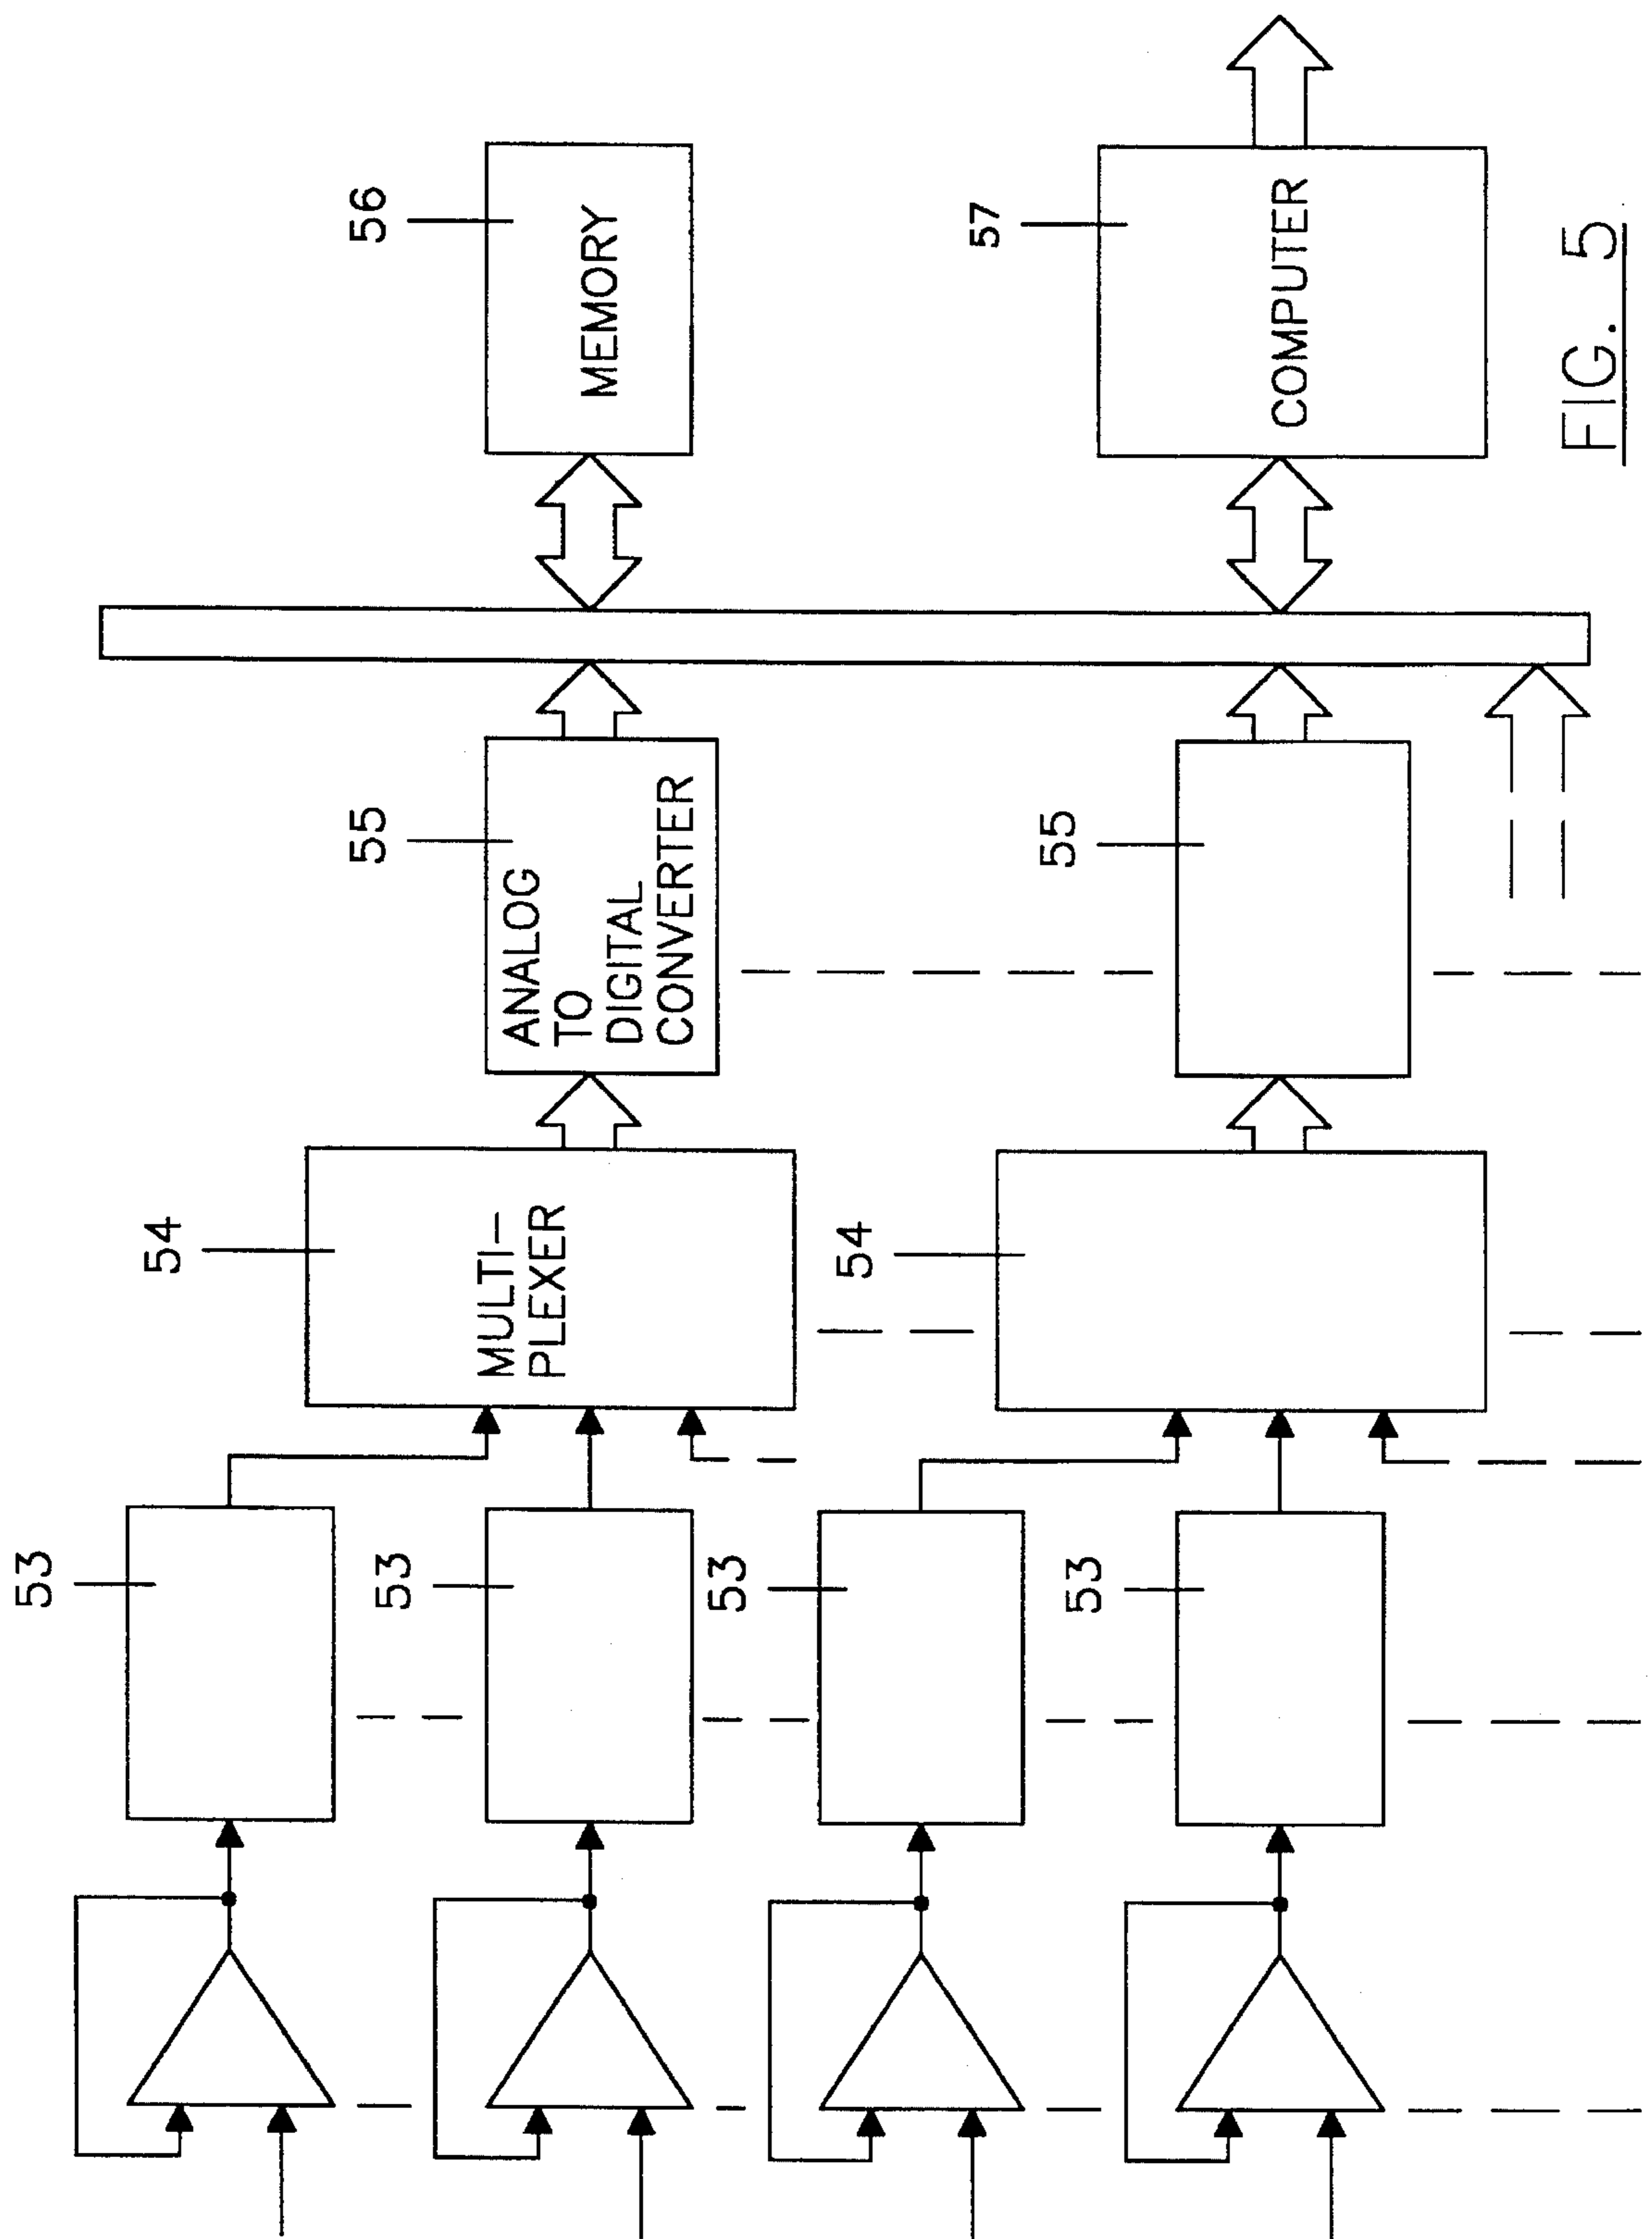 53
53
53
53
54
MULTI-
PLEXER
54
55
ANALOG
TO
DIGITAL
CONVERTER
55
56
MEMORY
57
COMPUTER
FIG. 5